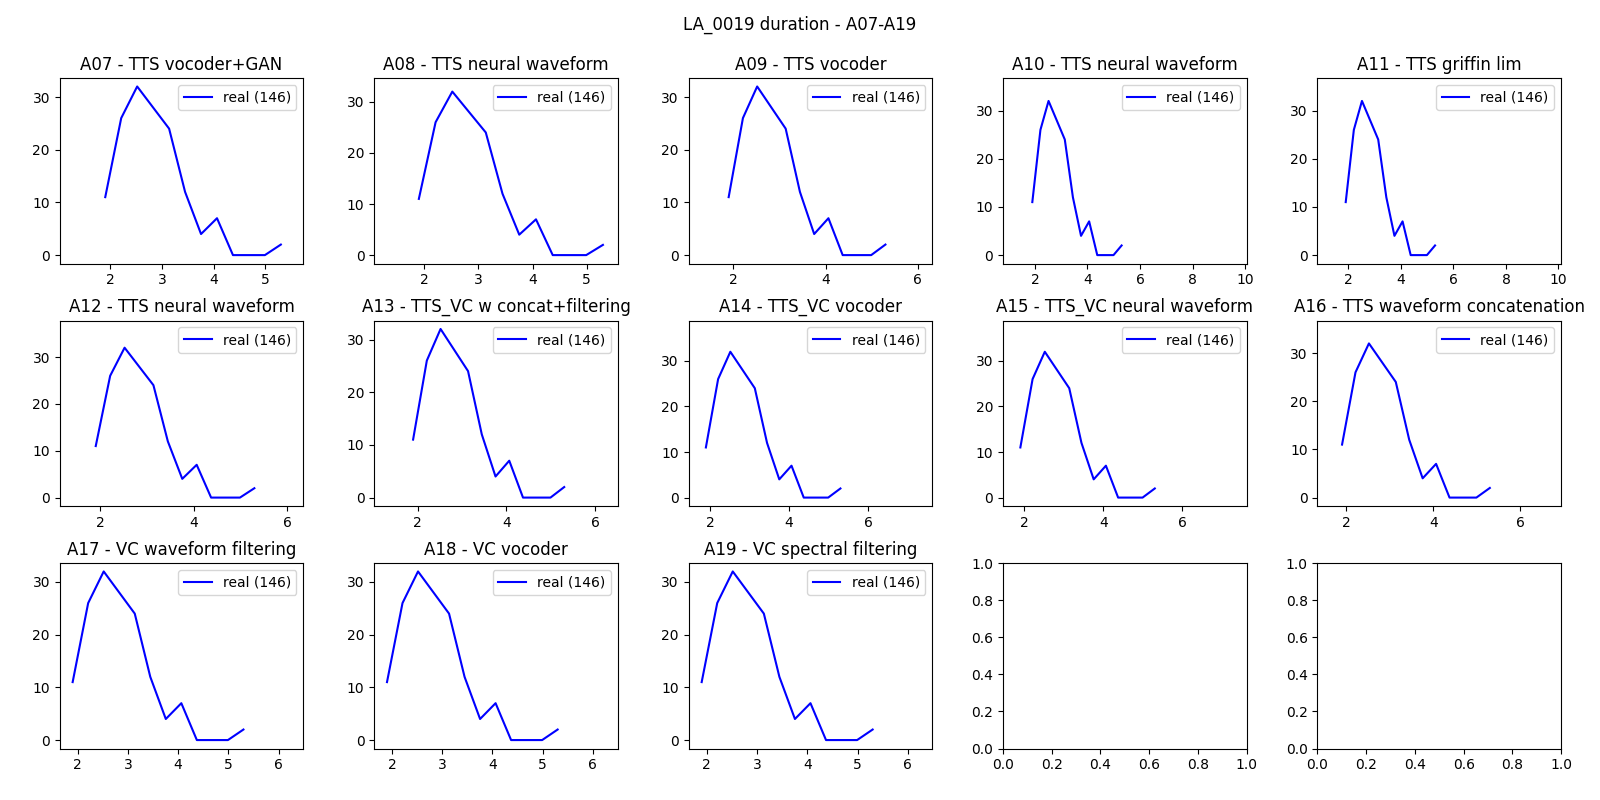 LA_0019 duration - A07-A19
A07 - TTS vocoder+GAN
real (146)
0
10
20
30
2 3 4 5
A08 - TTS neural waveform
real (146)
0
10
20
30
2 3 4 5
A09 - TTS vocoder
real (146)
0
10
20
30
2 4 6
A10 - TTS neural waveform
real (146)
0
10
20
30
2 4 6 8 10
A11 - TTS griffin lim
real (146)
0
10
20
30
2 4 6 8 10
A12 - TTS neural waveform
real (146)
0
10
20
30
2 4 6
A13 - TTS_VC w concat+filtering
real (146)
0
10
20
30
2 4 6
A14 - TTS_VC vocoder
real (146)
0
10
20
30
2 4 6
A15 - TTS_VC neural waveform
real (146)
0
10
20
30
2 4 6
A16 - TTS waveform concatenation
real (146)
0
10
20
30
2 4 6
A17 - VC waveform filtering
real (146)
0
10
20
30
2 3 4 5 6
A18 - VC vocoder
real (146)
0
10
20
30
2 3 4 5 6
A19 - VC spectral filtering
real (146)
0
10
20
30
2 3 4 5 6
1.0
0.8
0.6
0.4
0.2
0.0
0.0 0.2 0.4 0.6 0.8 1.0
1.0
0.8
0.6
0.4
0.2
0.0
0.0 0.2 0.4 0.6 0.8 1.0